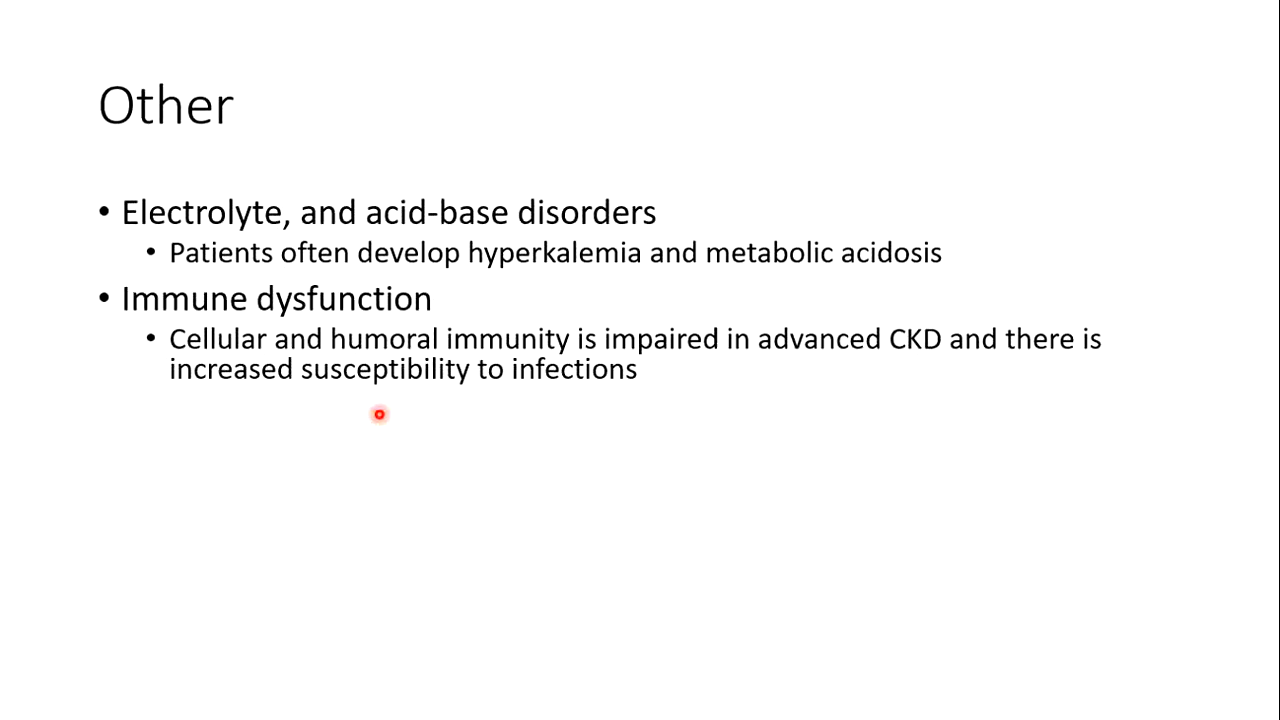 Other
• Electrolyte, and acid-base disorders
• Patients often develop hyperkalemia and metabolic acidosis
• Immune dysfunction
• Cellular and humoral immunity is impaired in advanced CKD and there is
increased susceptibility to infections